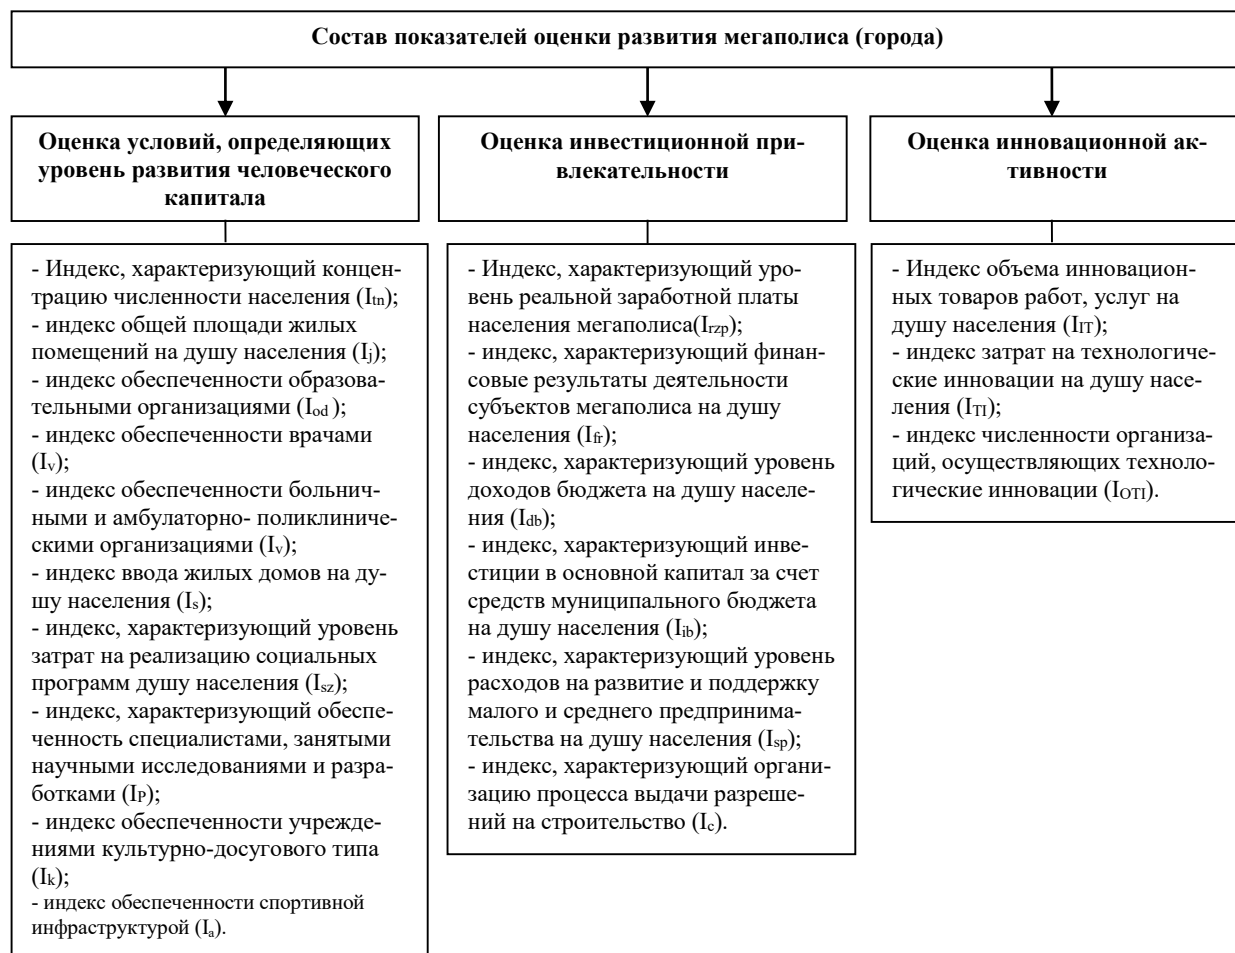 Состав показателей оценки развития мегаполиса (города)
Оценка условий, определяющих
уровень развития человеческого
капитала
- Индекс, характеризующий концен-
трацию численности населения (Itn);
- индекс общей площади жилых
помещений на душу населения (Ij);
- индекс обеспеченности образова-
тельными организациями (Iod );
- индекс обеспеченности врачами
(Iv);
- индекс обеспеченности больнич-
ными и амбулаторно- поликлиниче-
скими организациями (Iv);
- индекс ввода жилых домов на ду-
шу населения (Is);
- индекс, характеризующий уровень
затрат на реализацию социальных
программ душу населения (Isz);
- индекс, характеризующий обеспе-
ченность специалистами, занятыми
научными исследованиями и разра-
ботками (IP);
- индекс обеспеченности учрежде-
ниями культурно-досугового типа
(Ik);
- индекс обеспеченности спортивной
инфраструктурой (Ia).
Оценка инвестиционной при-
влекательности
- Индекс, характеризующий уро-
вень реальной заработной платы
населения мегаполиса(Irzp);
- индекс, характеризующий финан-
совые результаты деятельности
субъектов мегаполиса на душу
населения (Ifr);
- индекс, характеризующий уровень
доходов бюджета на душу населе-
ния (Idb);
- индекс, характеризующий инве-
стиции в основной капитал за счет
средств муниципального бюджета
на душу населения (Iib);
- индекс, характеризующий уровень
расходов на развитие и поддержку
малого и среднего предпринима-
тельства на душу населения (Isp);
- индекс, характеризующий органи-
зацию процесса выдачи разреше-
ний на строительство (Ic).
Оценка инновационной ак-
тивности
- Индекс объема инновацион-
ных товаров работ, услуг на
душу населения (IIT);
- индекс затрат на технологиче-
ские инновации на душу насе-
ления (ITI);
- индекс численности организа-
ций, осуществляющих техноло-
гические инновации (IOTI).